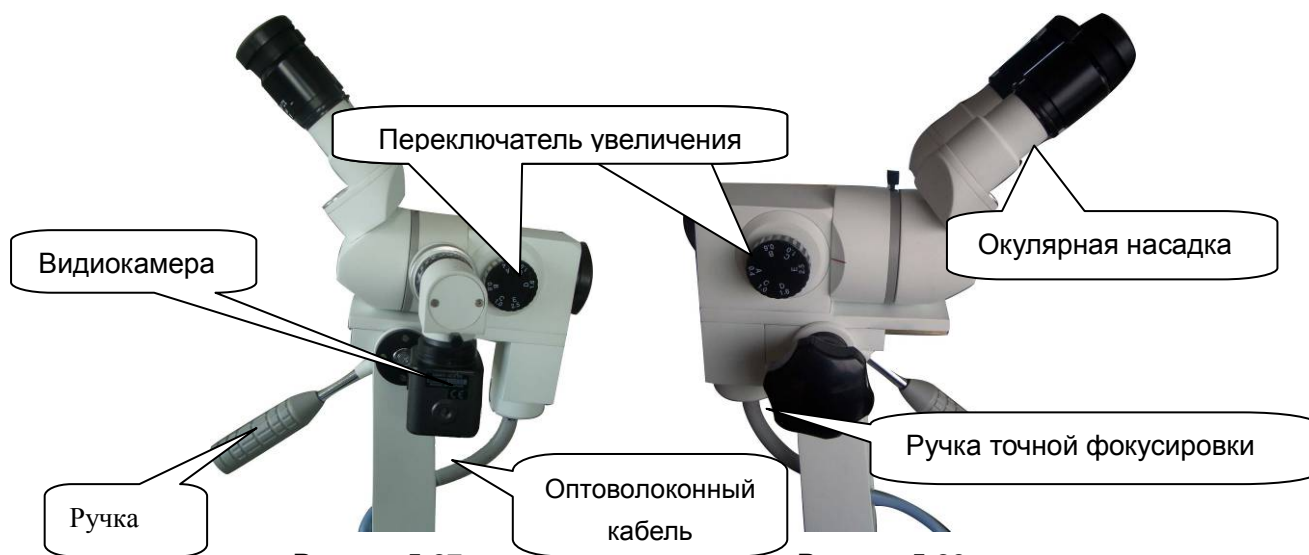 Переключатель увеличения
Видиокамера
Окулярная насадка
Ручка точной фокусировки
Оптоволоконный
кабель
Ручка